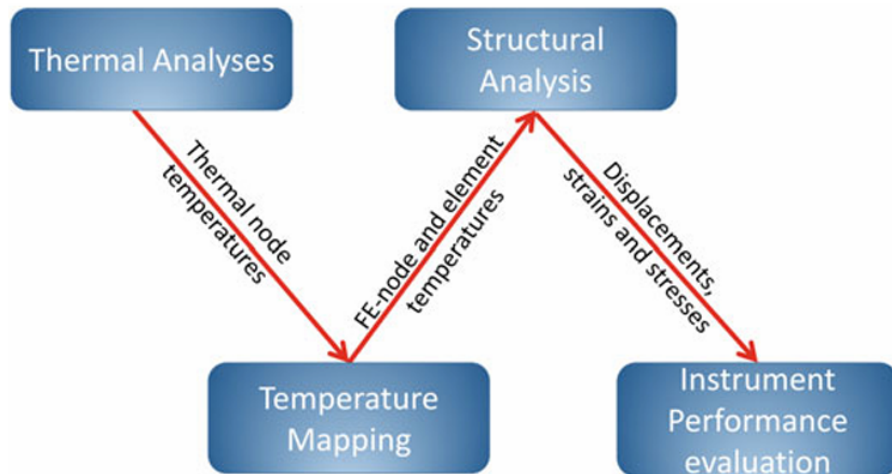 Thermal Analyses
Structural
Analysis
Thermal node
temperatures
FE-node and element
temperatures
Displacements,
strains and stresses
Temperature
Mapping
Instrument
Performance
evaluation